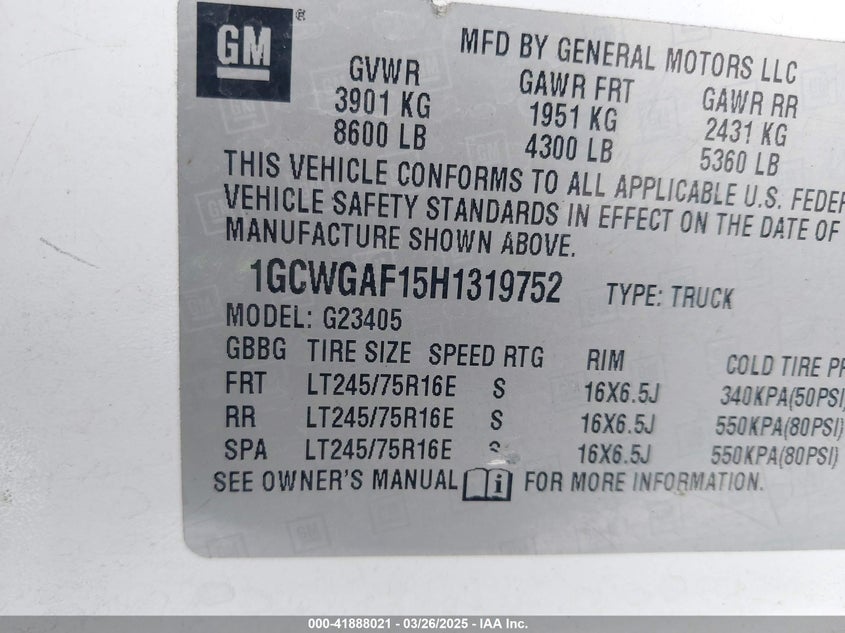 GM ®
MFD BY GENERAL MOTORS LLC
GVWR GAWR FRT GAWR RR
3901 KG 1951 KG 2431 KG
8600 LB 4300 LB 5360 LB
THIS VEHICLE CONFORMS TO ALL APPLICABLE U.S. FEDER
VEHICLE SAFETY STANDARDS IN EFFECT ON THE DATE OF
MANUFACTURE SHOWN ABOVE.
1GCWGAF15H1319752 TYPE: TRUCK
MODEL: G23405
GBBG TIRE SIZE SPEED RTG RIM COLD TIRE PR
FRT LT245/75R16E S 16X6.5J 340KPA(50PSI)
RR LT245/75R16E S 16X6.5J 550KPA(80PSI)
SPA LT245/75R16E 16X6.5J 550KPA(80PSI)
SEE OWNER'S MANUAL i FOR MORE INFORMATION.
000-41888021 - 03/26/2025 - IAA Inc.